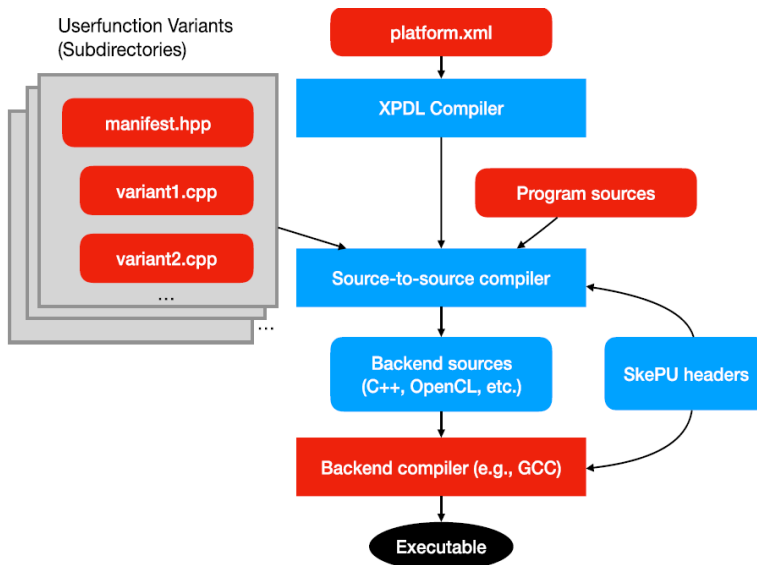 Userfunction Variants
(Subdirectories)
platform.xml
manifest.hpp
XPDL Compiler
variant1.cpp
Program sources
variant2.cpp
...
...
Source-to-source compiler
Backend sources
(C++, OpenCL, etc.)
SkePU headers
Backend compiler (e.g., GCC)
Executable